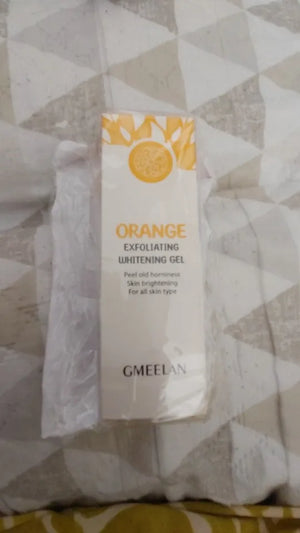 ORANGE
EXFOLIATING
WHITENING GEL
Peel old horniness
Skin brightening
For all skin type
GMEELAN